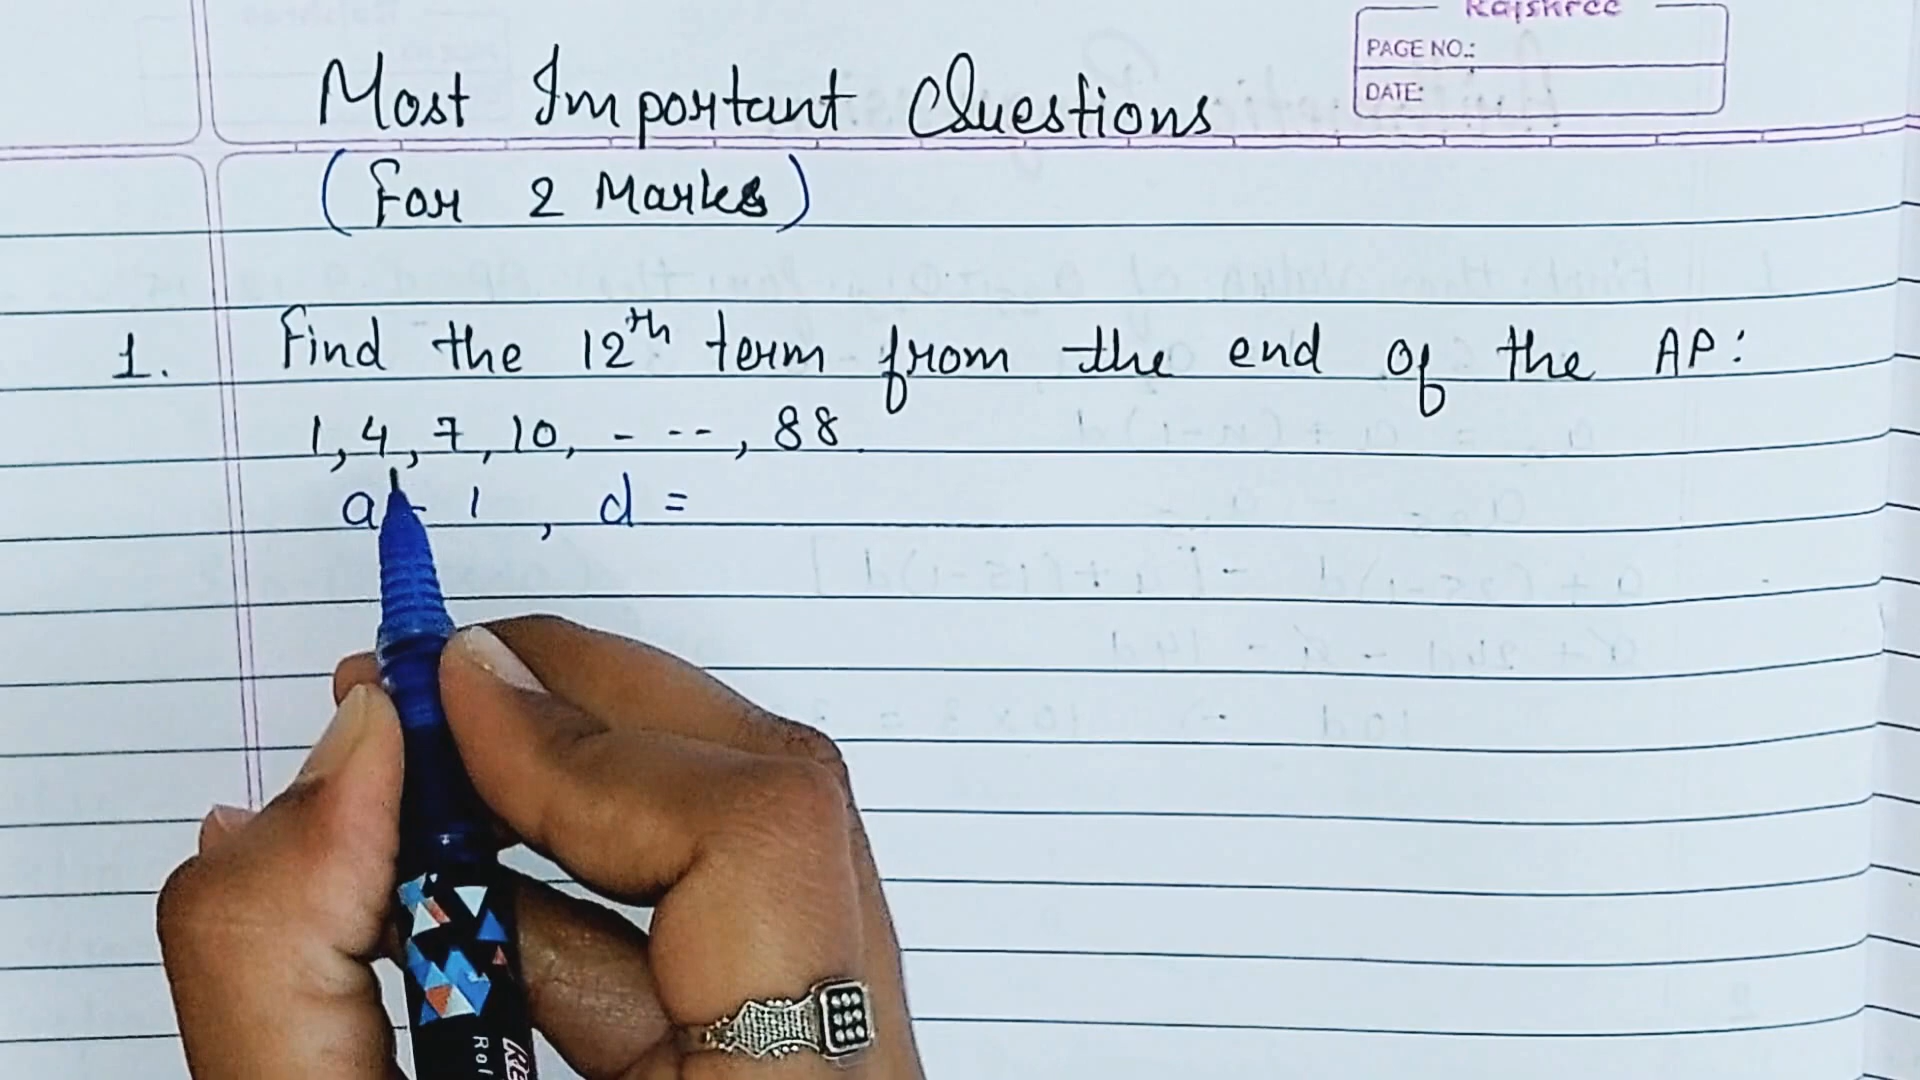 Rajshree
PAGE NO.:
DATE:
Most Important Questions
(For 2 Marks)
1. Find the 12th term from the end of the AP:
1, 4, 7, 10, - - - , 88.
a = 1 , d =